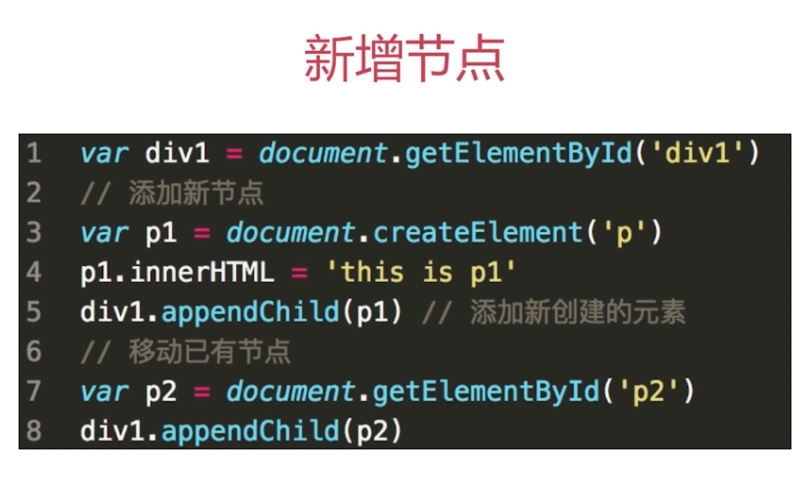 新增节点
1 var div1 = document.getElementById('div1')
2 // 添加新节点
3 var p1 = document.createElement('p')
4 p1.innerHTML = 'this is p1'
5 div1.appendChild(p1) // 添加新创建的元素
6 // 移动已有节点
7 var p2 = document.getElementById('p2')
8 div1.appendChild(p2)